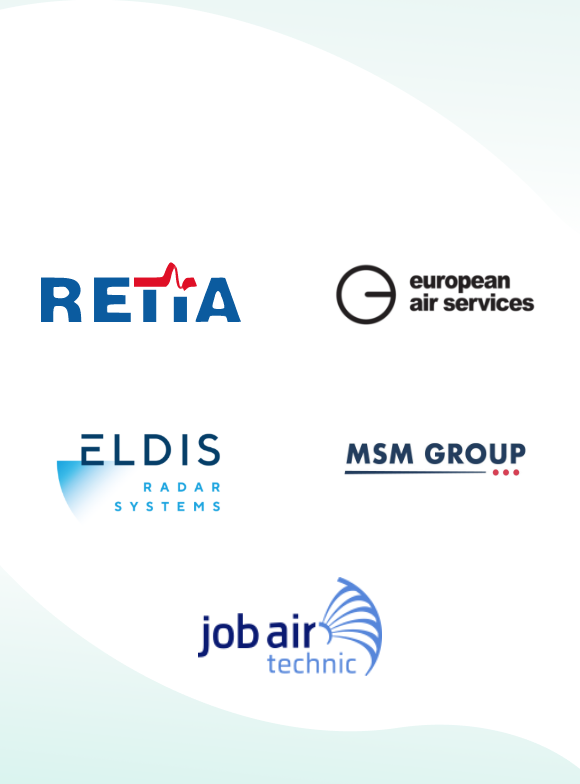 RETIA
european
air services
ELDIS
RADAR
SYSTEMS
MSM GROUP
job air
technic